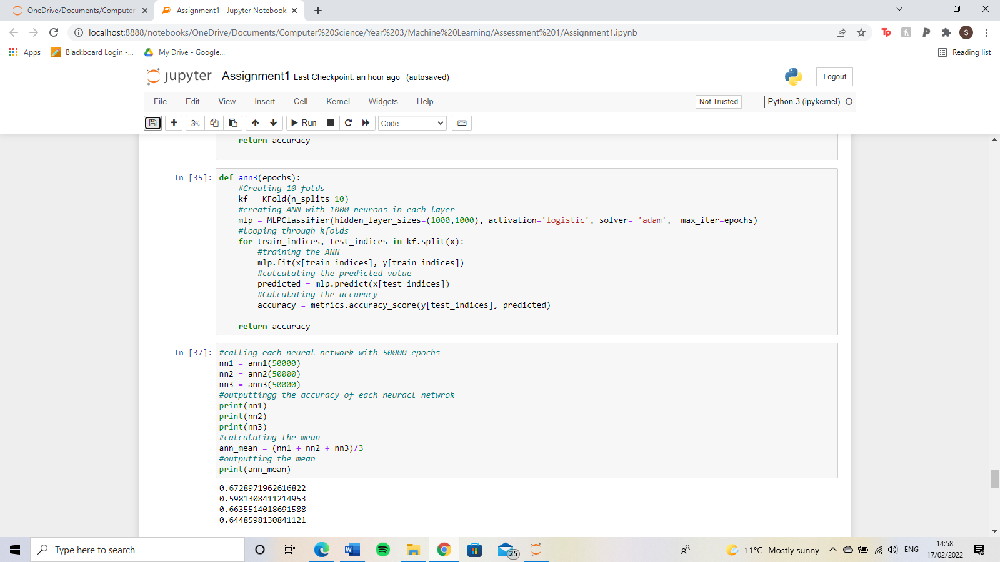 OneDrive/Documents/Computer
Assignment1 - Jupyter Notebook
localhost:8888/notebooks/OneDrive/Documents/Computer%20Science/Year%203/Machine%20Learning/Assessment%201/Assignment1.ipynb
Tp
S
Apps
Blackboard Login -...
My Drive - Google...
Reading list
jupyter Assignment1 Last Checkpoint: an hour ago (autosaved)
Logout
File Edit View Insert Cell Kernel Widgets Help
Not Trusted
Python 3 (ipykernel)
Run
Code
return accuracy
In [35]:
def ann3(epochs):
#Creating 10 folds
kf = KFold(n_splits=10)
#creating ANN with 1000 neurons in each layer
mlp = MLPClassifier(hidden_layer_sizes=(1000,1000), activation='logistic', solver= 'adam',  max_iter=epochs)
#looping through kfolds
for train_indices, test_indices in kf.split(x):
#training the ANN
mlp.fit(x[train_indices], y[train_indices])
#calculating the predicted value
predicted = mlp.predict(x[test_indices])
#Calculating the accuracy
accuracy = metrics.accuracy_score(y[test_indices], predicted)
return accuracy
In [37]:
#calling each neural network with 50000 epochs
nn1 = ann1(50000)
nn2 = ann2(50000)
nn3 = ann3(50000)
#outputtingg the accuracy of each neuracl netwrok
print(nn1)
print(nn2)
print(nn3)
#calculating the mean
ann_mean = (nn1 + nn2 + nn3)/3
#outputting the mean
print(ann_mean)
0.6728971962616822
0.5981308411214953
0.6635514018691588
0.6448598130841121
Type here to search
25
11°C Mostly sunny
ENG
14:58
17/02/2022